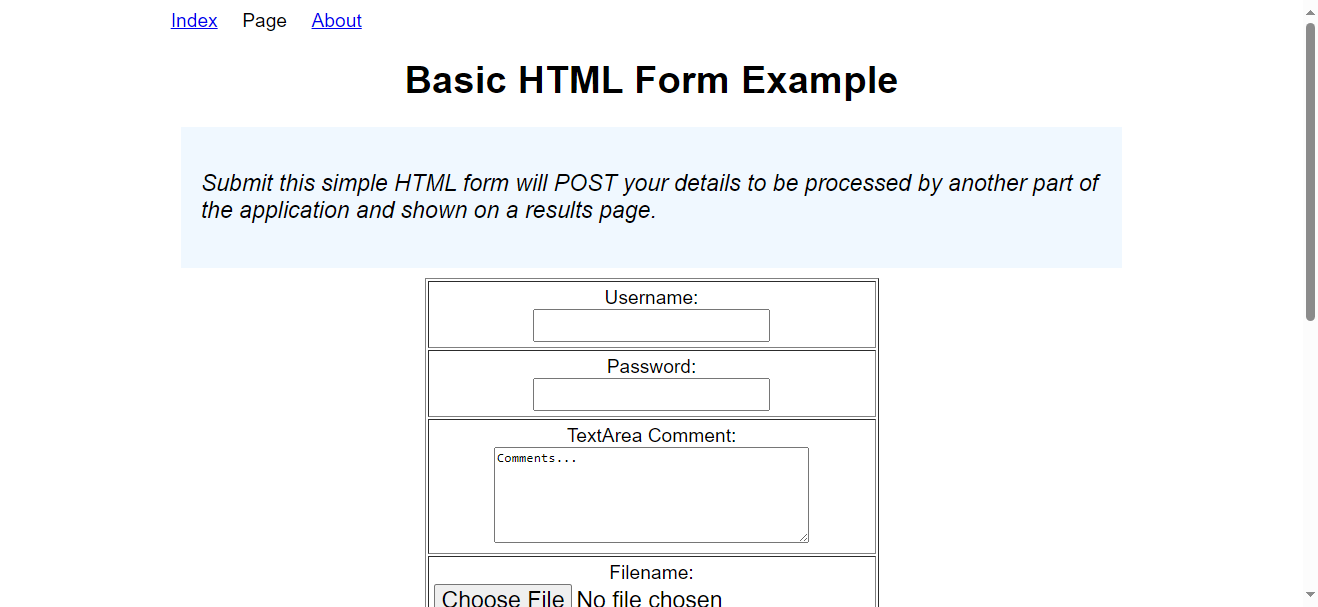 Index Page About
Basic HTML Form Example
Submit this simple HTML form will POST your details to be processed by another part of
the application and shown on a results page.
Username:
Password:
TextArea Comment:
Comments...
Filename:
Choose File No file chosen